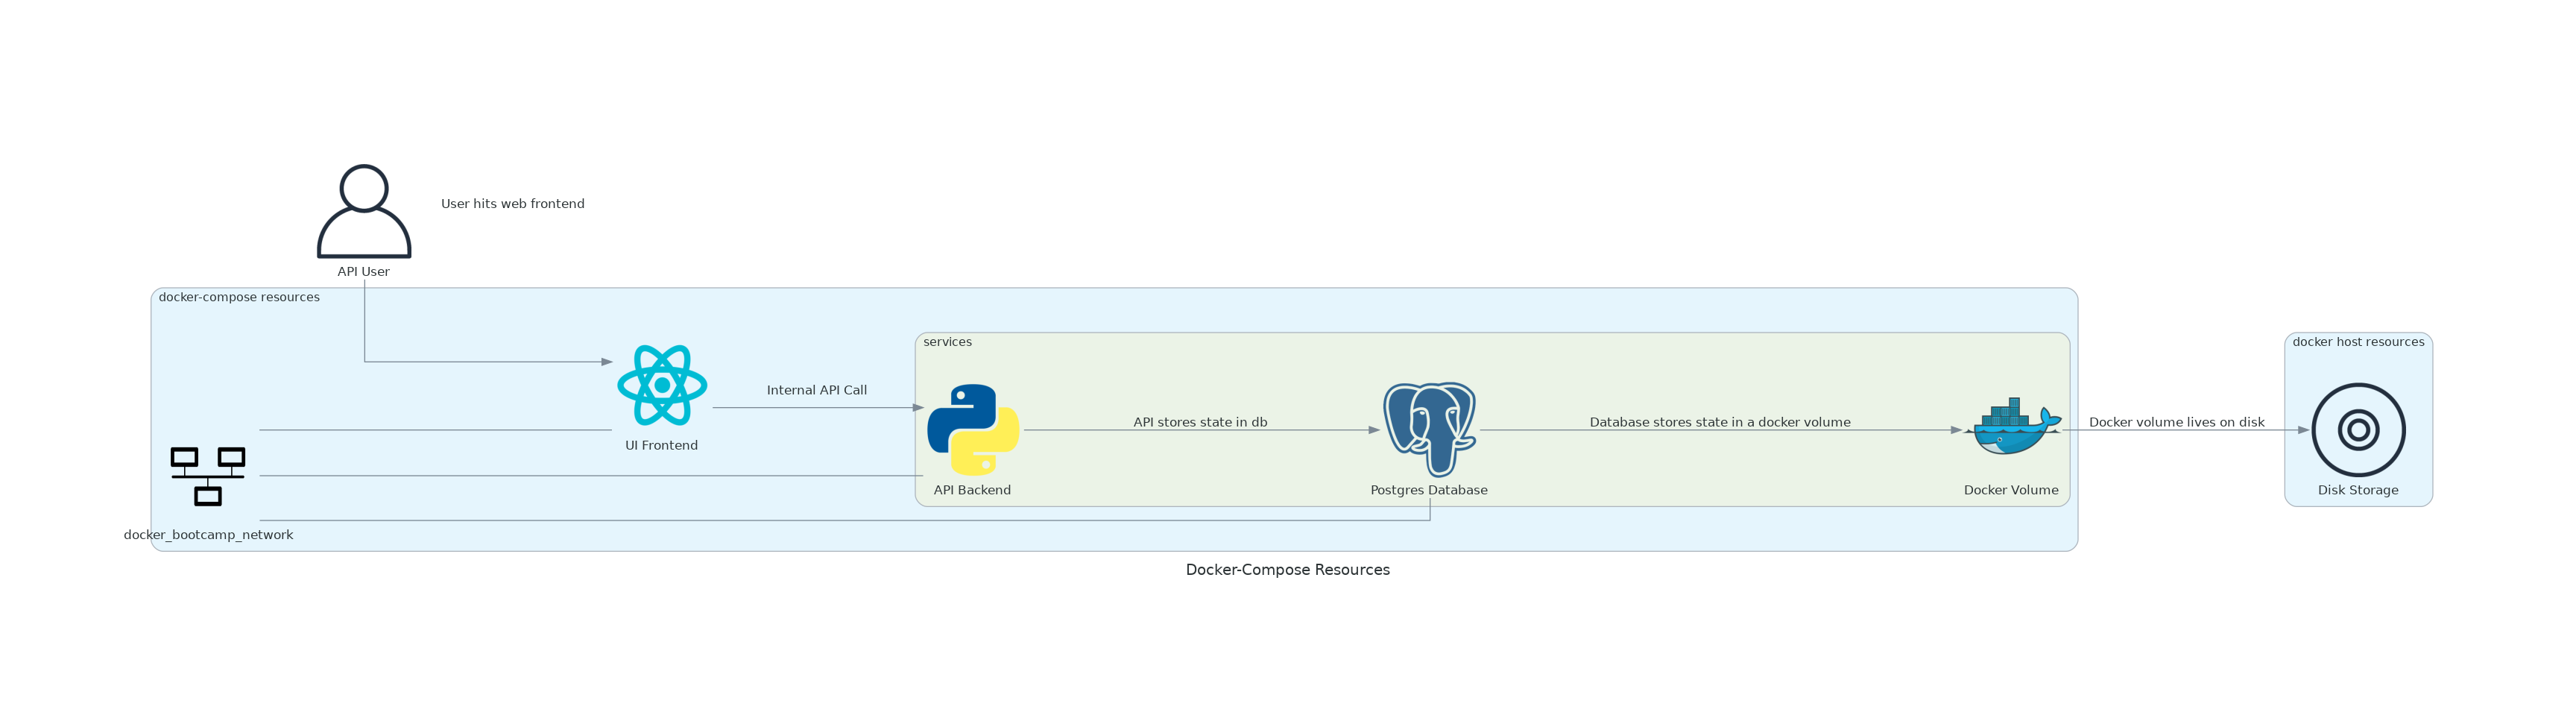 User hits web frontend
API User
docker-compose resources
services
docker host resources
Internal API Call
API stores state in db
Database stores state in a docker volume
Docker volume lives on disk
UI Frontend
API Backend
Postgres Database
Docker Volume
Disk Storage
docker_bootcamp_network
Docker-Compose Resources